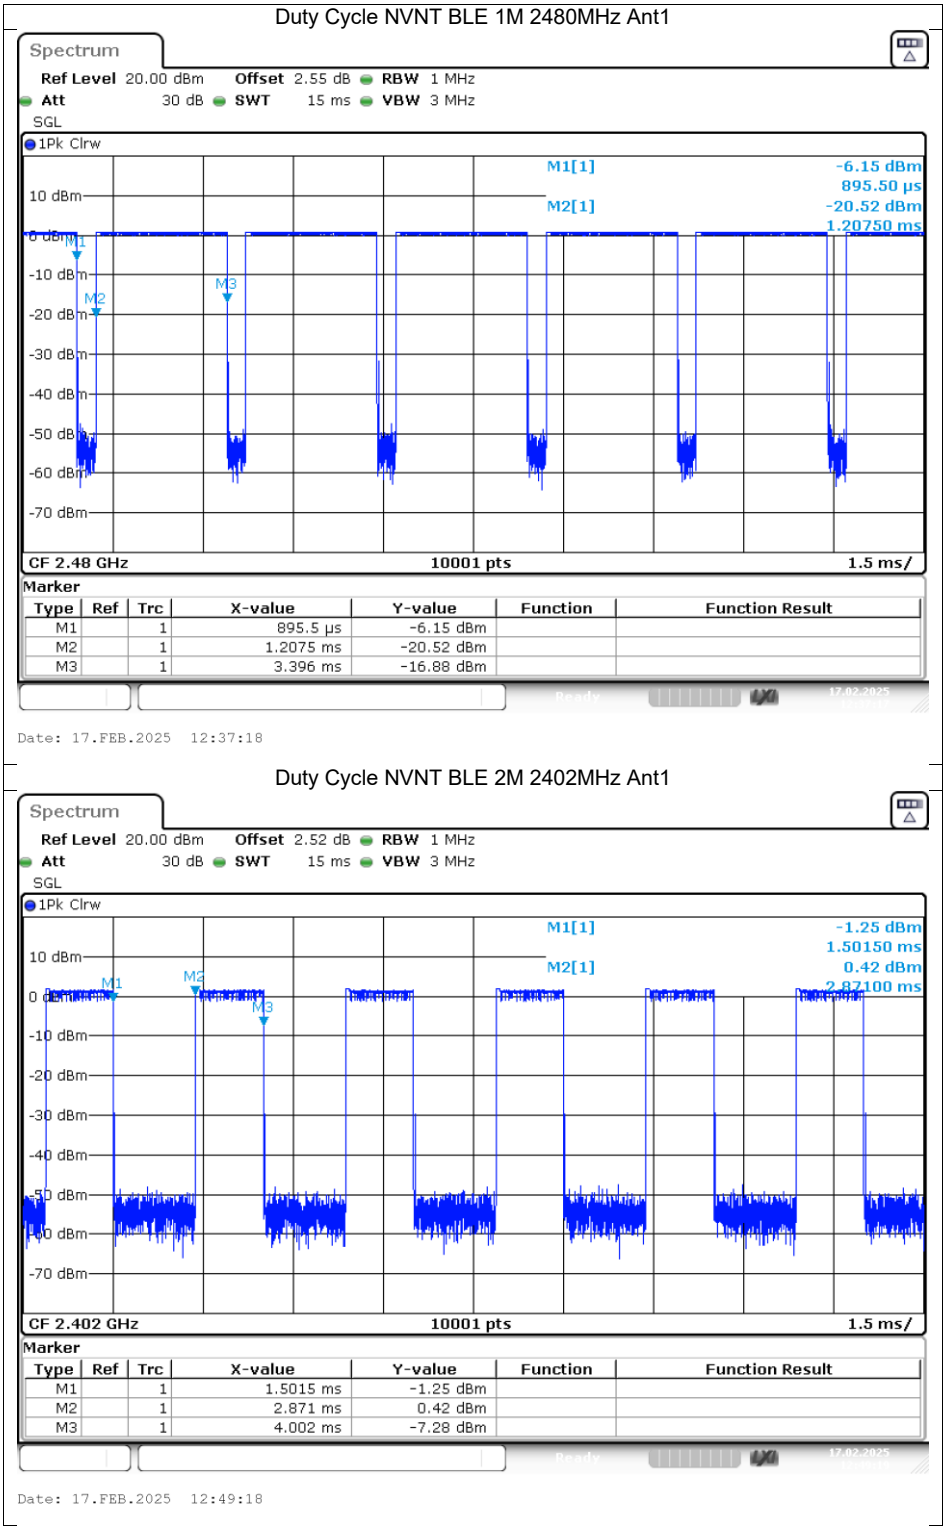 Duty Cycle NVNT BLE 1M 2480MHz Ant1
Spectrum
Ref Level 20.00 dBm Offset 2.55 dB RBW 1 MHz
Att 30 dB SWT 15 ms VBW 3 MHz
SGL
1Pk Clrw
M1[1] -6.15 dBm
895.50 µs
10 dBm
M2[1] -20.52 dBm
1.20750 ms
0 dBm
M1
-10 dBm
M3
M2
-20 dBm
-30 dBm
-40 dBm
-50 dBm
-60 dBm
-70 dBm
CF 2.48 GHz 10001 pts 1.5 ms/
Marker
Type Ref Trc X-value Y-value Function Function Result
M1 1 895.5 µs -6.15 dBm
M2 1 1.2075 ms -20.52 dBm
M3 1 3.396 ms -16.88 dBm
Ready 17.02.2025
Date: 17.FEB.2025 12:37:18
Duty Cycle NVNT BLE 2M 2402MHz Ant1
Spectrum
Ref Level 20.00 dBm Offset 2.52 dB RBW 1 MHz
Att 30 dB SWT 15 ms VBW 3 MHz
SGL
1Pk Clrw
M1[1] -1.25 dBm
1.50150 ms
10 dBm
M2[1] 0.42 dBm
2.87100 ms
M1 M2
0 dBm
M3
-10 dBm
-20 dBm
-30 dBm
-40 dBm
-50 dBm
-60 dBm
-70 dBm
CF 2.402 GHz 10001 pts 1.5 ms/
Marker
Type Ref Trc X-value Y-value Function Function Result
M1 1 1.5015 ms -1.25 dBm
M2 1 2.871 ms 0.42 dBm
M3 1 4.002 ms -7.28 dBm
Ready 17.02.2025
Date: 17.FEB.2025 12:49:18